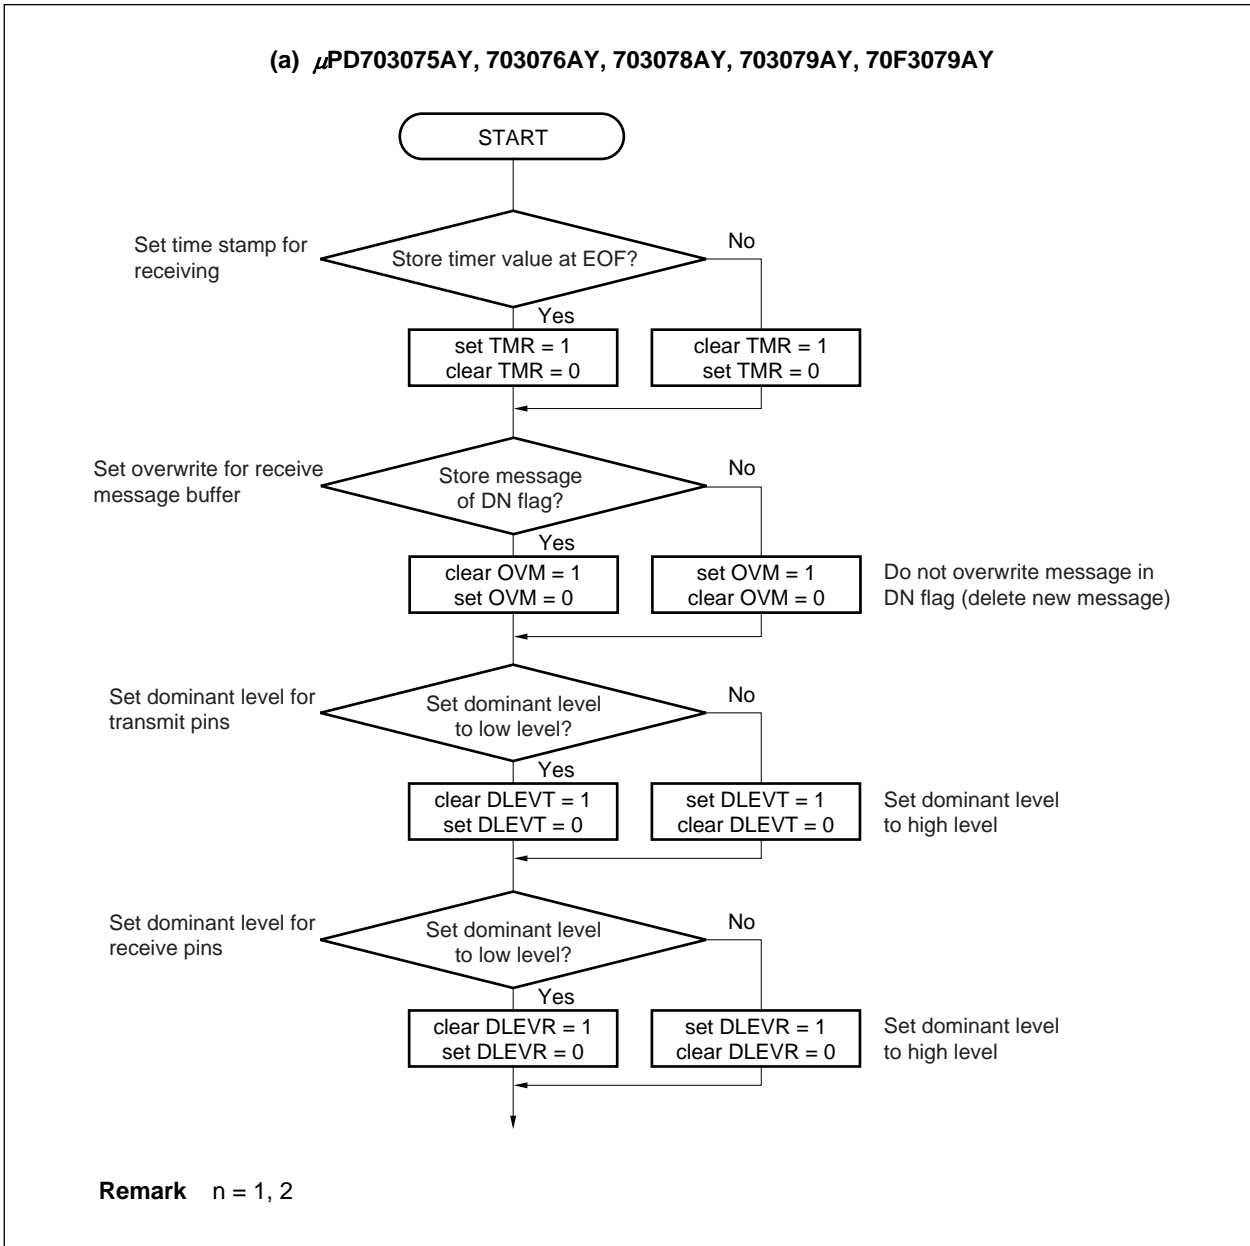 (a) μPD703075AY, 703076AY, 703078AY, 703079AY, 70F3079AY
START
Set time stamp for
receiving
Store timer value at EOF?
No
Yes
set TMR = 1
clear TMR = 0
clear TMR = 1
set TMR = 0
Set overwrite for receive
message buffer
Store message
of DN flag?
No
Yes
clear OVM = 1
set OVM = 0
set OVM = 1
clear OVM = 0
Do not overwrite message in
DN flag (delete new message)
Set dominant level for
transmit pins
Set dominant level
to low level?
No
Yes
clear DLEVT = 1
set DLEVT = 0
set DLEVT = 1
clear DLEVT = 0
Set dominant level
to high level
Set dominant level for
receive pins
Set dominant level
to low level?
No
Yes
clear DLEVR = 1
set DLEVR = 0
set DLEVR = 1
clear DLEVR = 0
Set dominant level
to high level
Remark n = 1, 2